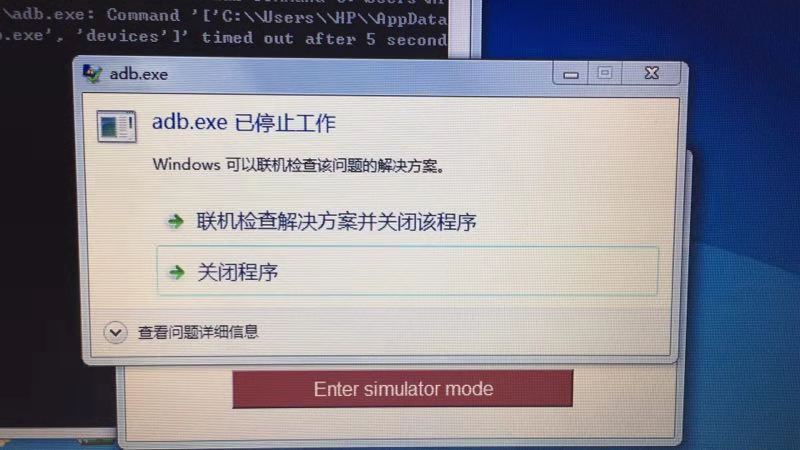 \adb.exe: Command '['C:\\Users\\HP\\AppData
b.exe', 'devices']' timed out after 5 second
adb.exe
adb.exe 已停止工作
Windows 可以联机检查该问题的解决方案。
联机检查解决方案并关闭该程序
关闭程序
查看问题详细信息
Enter simulator mode